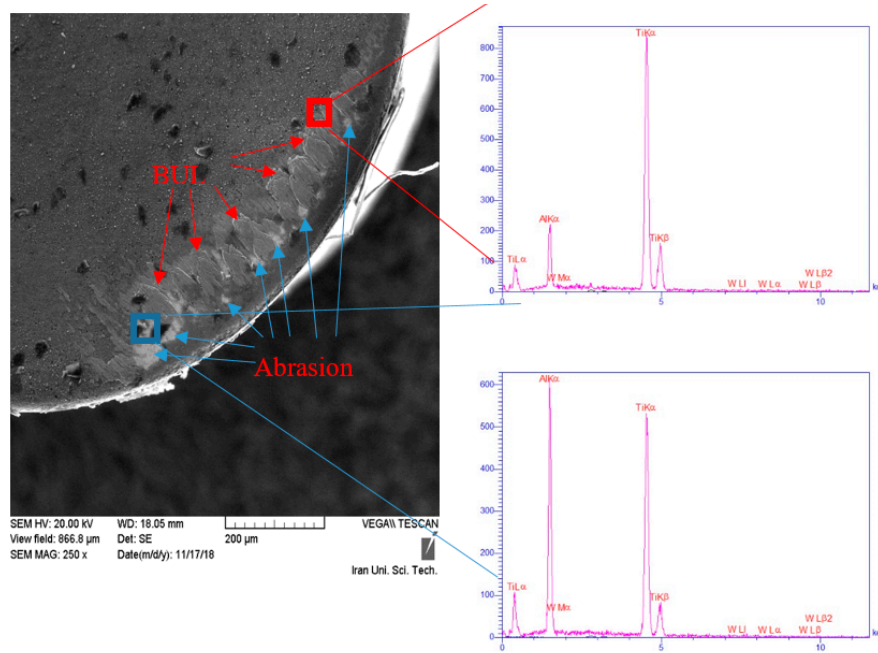 BUL
Abrasion
SEM HV: 20.00 kV WD: 18.05 mm VEGA\\ TESCAN
View field: 866.8 µm Det: SE 200 µm
SEM MAG: 250 x Date(m/d/y): 11/17/18
Iran Uni. Sci. Tech.
TiKα
800
700
600
500
400
300
AlKα
200
TiKβ
100
TiLα
W Mα
W Ll
W Lα
W Lβ
W Lβ2
0
0 5 10 ke
600
AlKα
TiKα
500
400
300
200
100
TiLα
TiKβ
W Mα
W Ll
W Lα
W Lβ
W Lβ2
0
0 5 10 ke